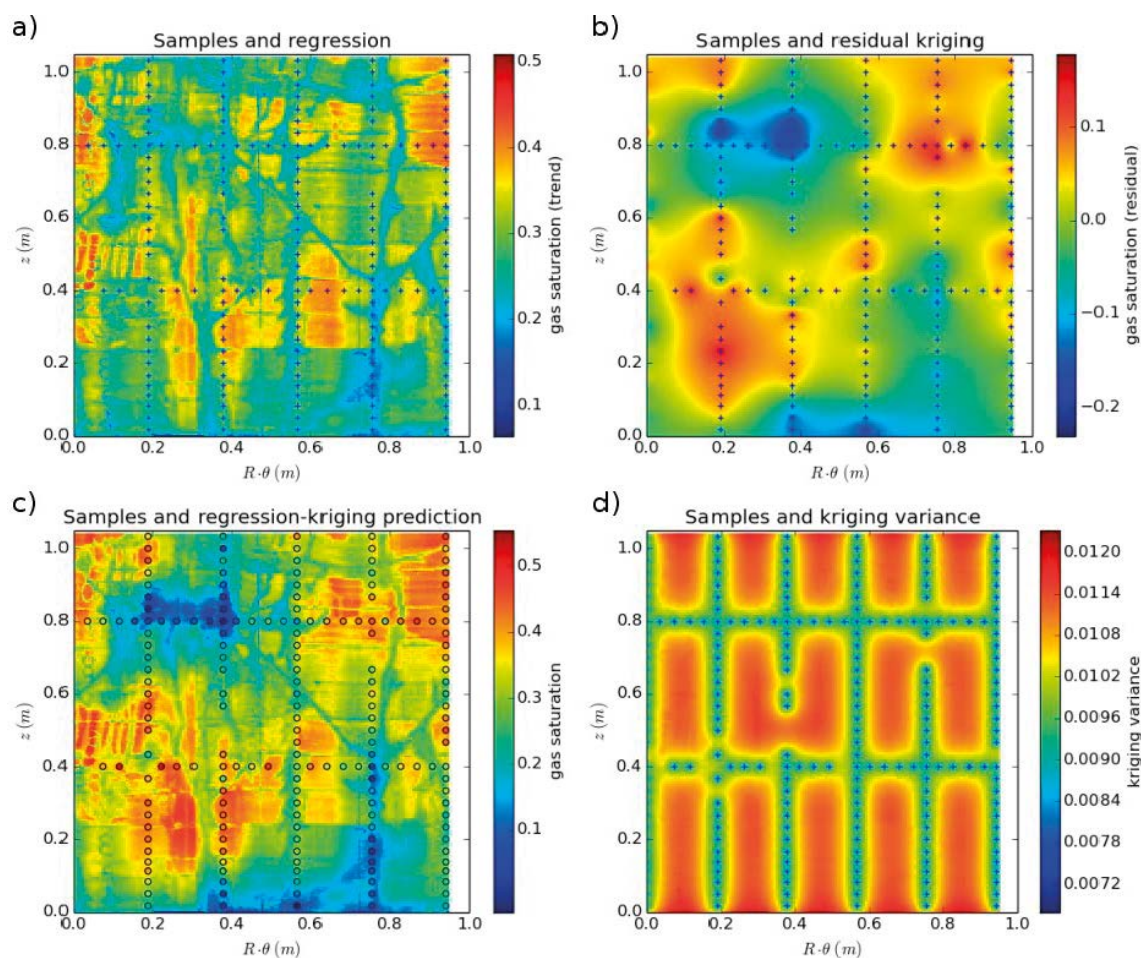 a)
Samples and regression
1.0
0.8
0.6
0.4
0.2
0.0
z (m)
0.0 0.2 0.4 0.6 0.8 1.0
R·θ (m)
0.5
0.4
0.3
0.2
0.1
gas saturation (trend)
b)
Samples and residual kriging
1.0
0.8
0.6
0.4
0.2
0.0
z (m)
0.0 0.2 0.4 0.6 0.8 1.0
R·θ (m)
0.1
0.0
−0.1
−0.2
gas saturation (residual)
c)
Samples and regression-kriging prediction
1.0
0.8
0.6
0.4
0.2
0.0
z (m)
0.0 0.2 0.4 0.6 0.8 1.0
R·θ (m)
0.5
0.4
0.3
0.2
0.1
gas saturation
d)
Samples and kriging variance
1.0
0.8
0.6
0.4
0.2
0.0
z (m)
0.0 0.2 0.4 0.6 0.8 1.0
R·θ (m)
0.0120
0.0114
0.0108
0.0102
0.0096
0.0090
0.0084
0.0078
0.0072
kriging variance